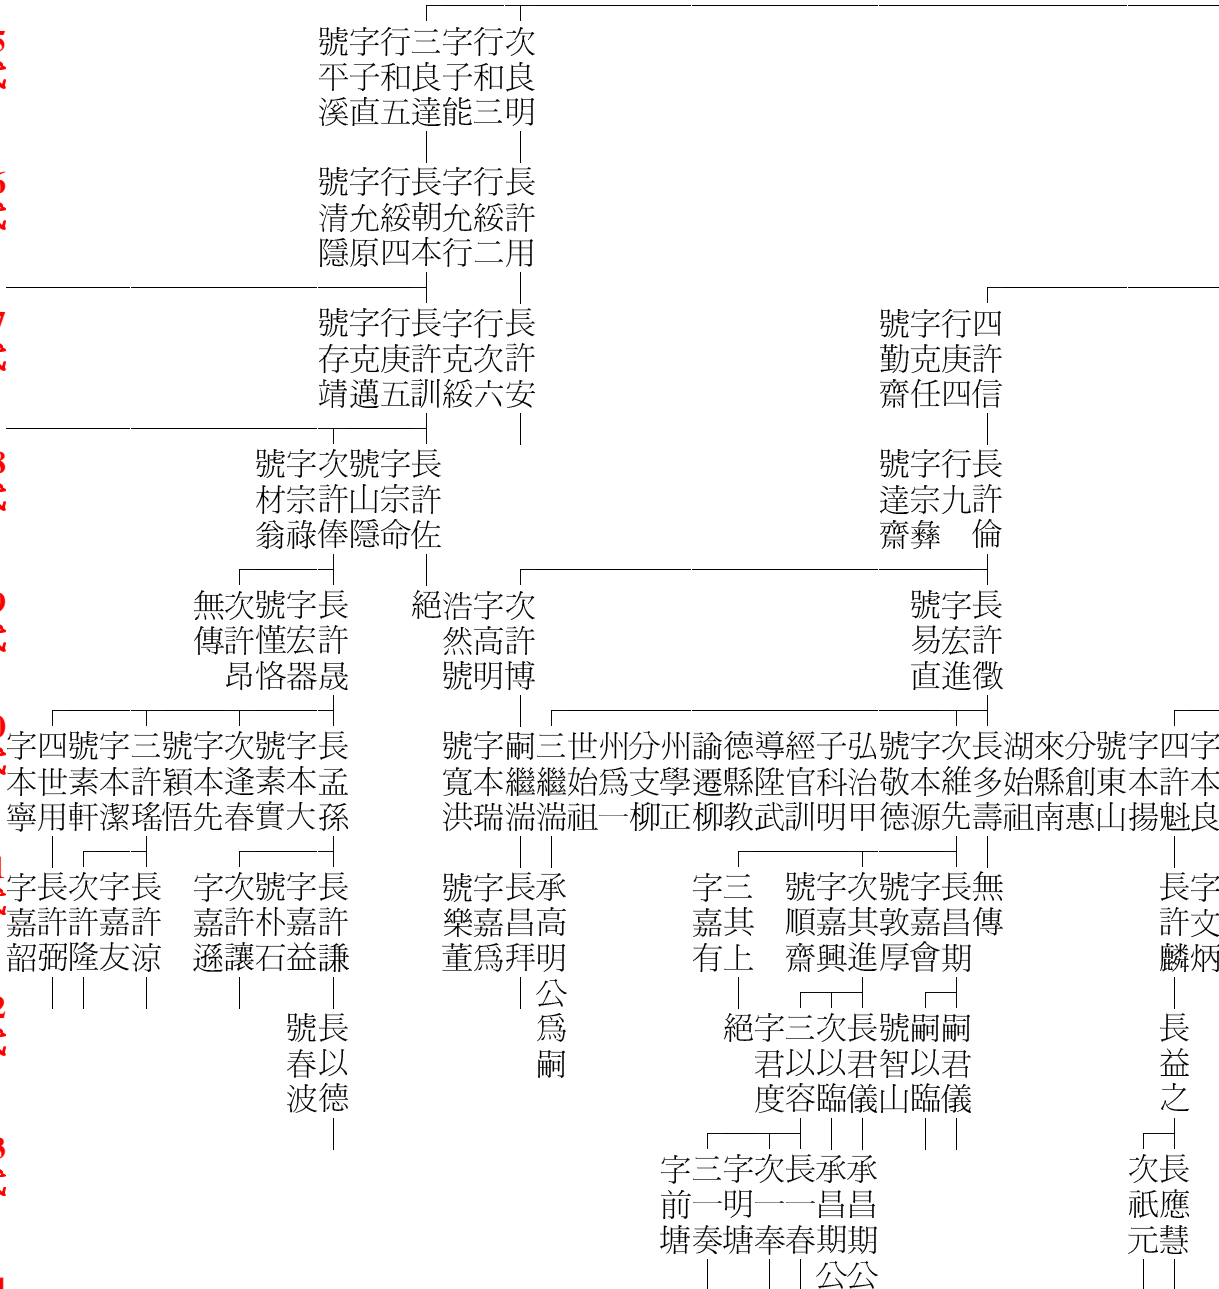 次良明
行和三
字子能
三良達
行和五
字子直
號平溪
長許用
行綏二
字允行
長朝本
行綏四
字允原
號清隱
四許信
行庚四
字克任
號勤齋
長許安
行次六
字克綏
長許訓
行庚五
字克邁
號存靖
長許倫
行九
字宗彝
號達齋
長許佐
字宗命
號山隱
次許俸
字宗祿
號材翁
長許徵
字宏進
號易直
次許博
字高明
浩然號
絕
長許晟
字宏器
號慬恪
次許昂
無傳
字本良
四許魁
字本揚
號東山
分創惠
來縣南
湖始祖
長多壽
次維先
字本源
號敬德
弘治甲
子科明
經官訓
導陞武
德縣教
諭遷柳
州學正
分支柳
州爲一
世始祖
三繼湍
嗣繼湍
字本瑞
號寬洪
長孟孫
字本大
號素實
次逢春
字本先
號穎悟
三許瑤
字本潔
號素軒
四世用
字本寧
字文炳
長許麟
無傳
長昌期
字嘉會
號敦厚
次其進
字嘉興
號順齋
三其上
字嘉有
承高明公爲嗣
長昌拜
字嘉爲
號樂董
長許謙
字嘉益
號朴石
次許讓
字嘉遜
長許涼
字嘉友
次許隆
長許弼
字嘉韶
長益之
嗣君儀
嗣以臨
號智山
長君儀
次以臨
三以容
字君度
絕
長以德
號春波
長應慧
次祇元
承昌期公
承昌期公
長一春
次一奉
字明塘
三一奏
字前塘